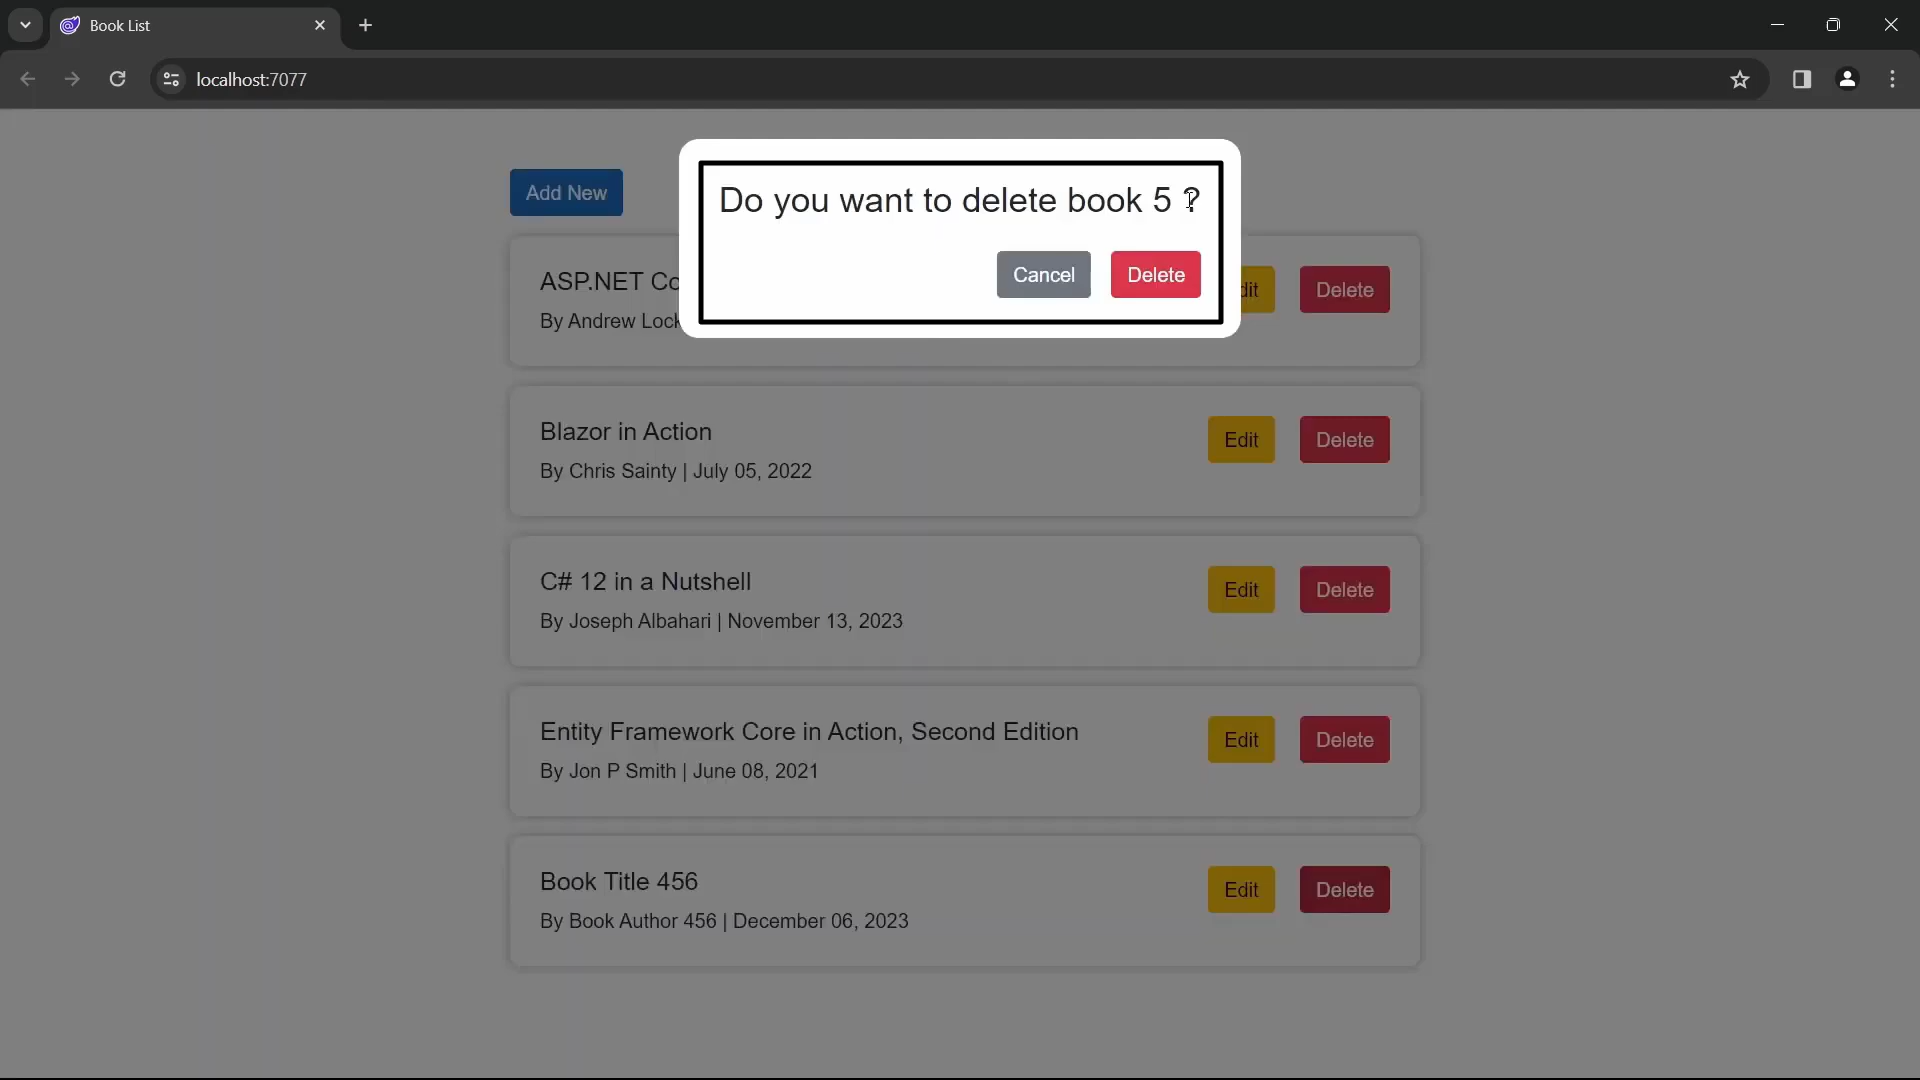 Book List
localhost:7077
Add New
Do you want to delete book 5 ?
Cancel
Delete
ASP.NET Co
By Andrew Lock
dit
Delete
Blazor in Action
By Chris Sainty | July 05, 2022
Edit
Delete
C# 12 in a Nutshell
By Joseph Albahari | November 13, 2023
Edit
Delete
Entity Framework Core in Action, Second Edition
By Jon P Smith | June 08, 2021
Edit
Delete
Book Title 456
By Book Author 456 | December 06, 2023
Edit
Delete